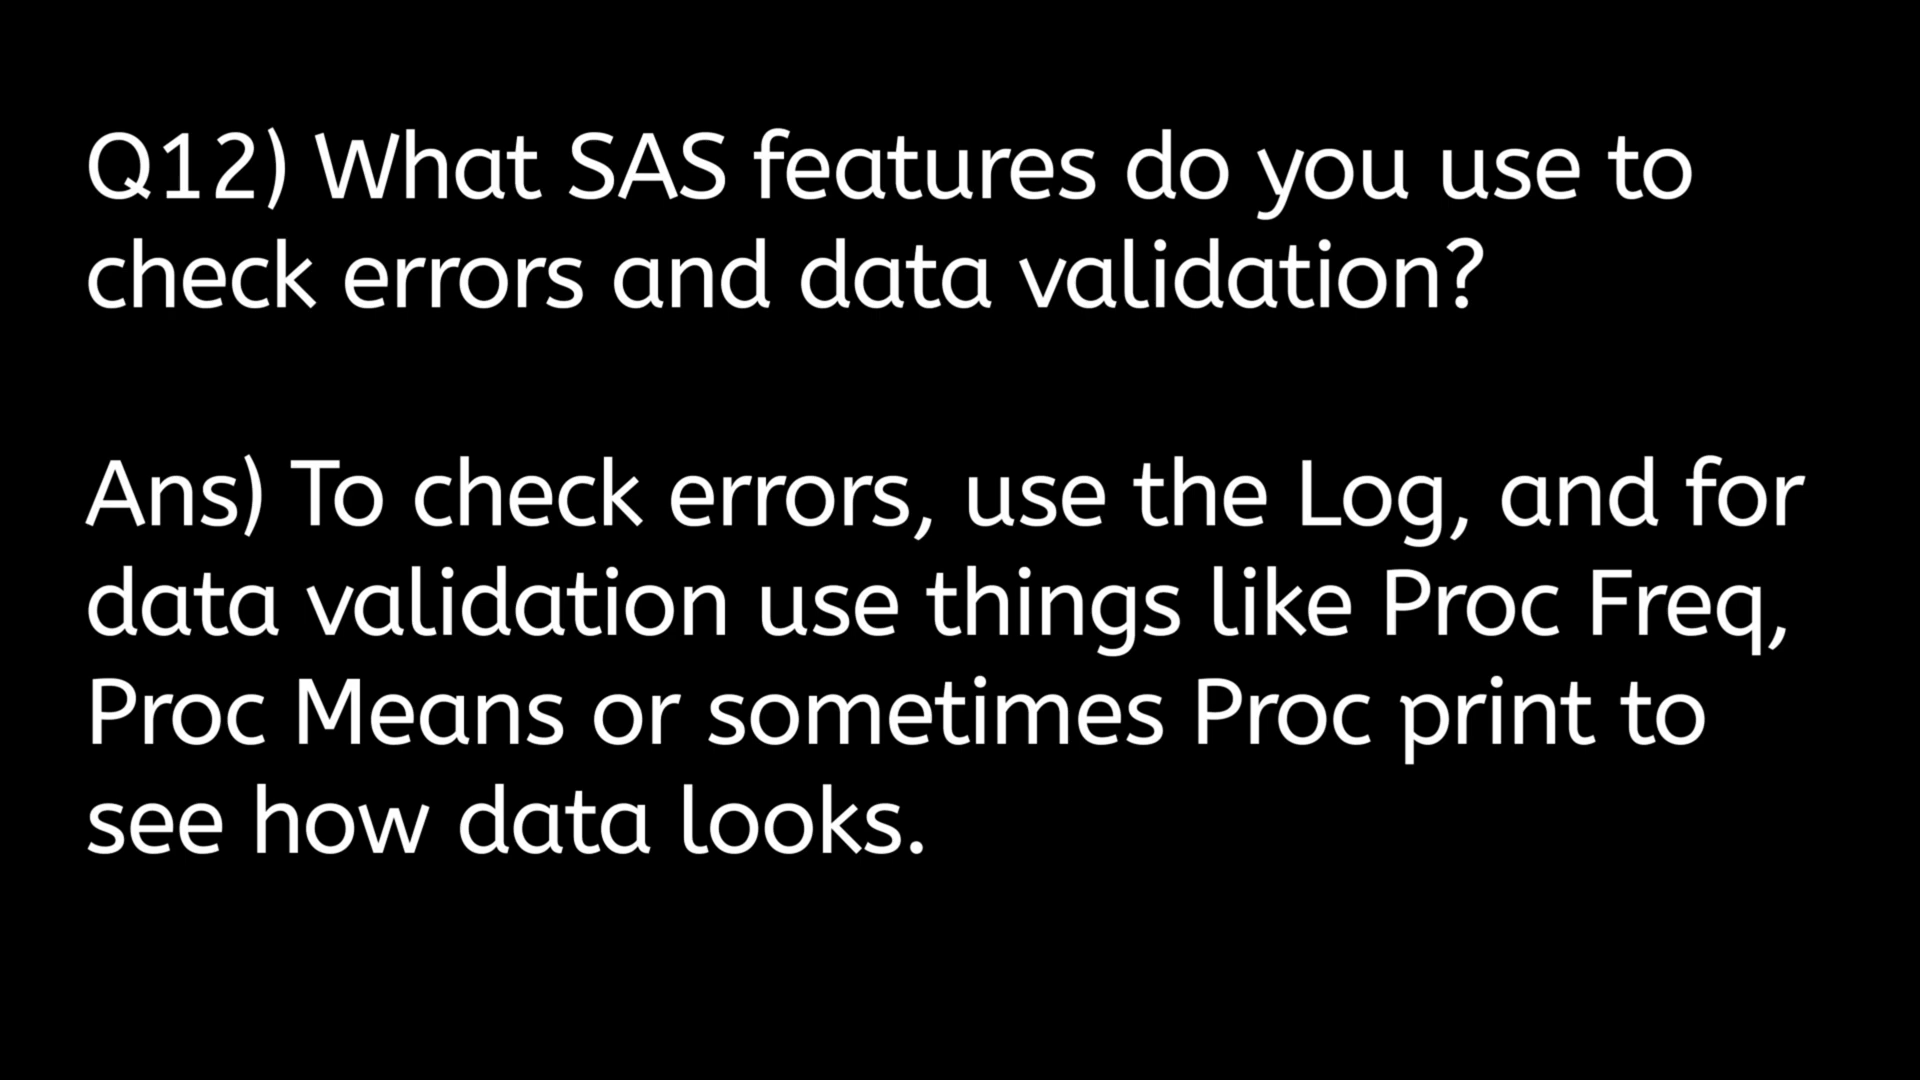 Q12) What SAS features do you use to
check errors and data validation?
Ans) To check errors, use the Log, and for
data validation use things like Proc Freq,
Proc Means or sometimes Proc print to
see how data looks.